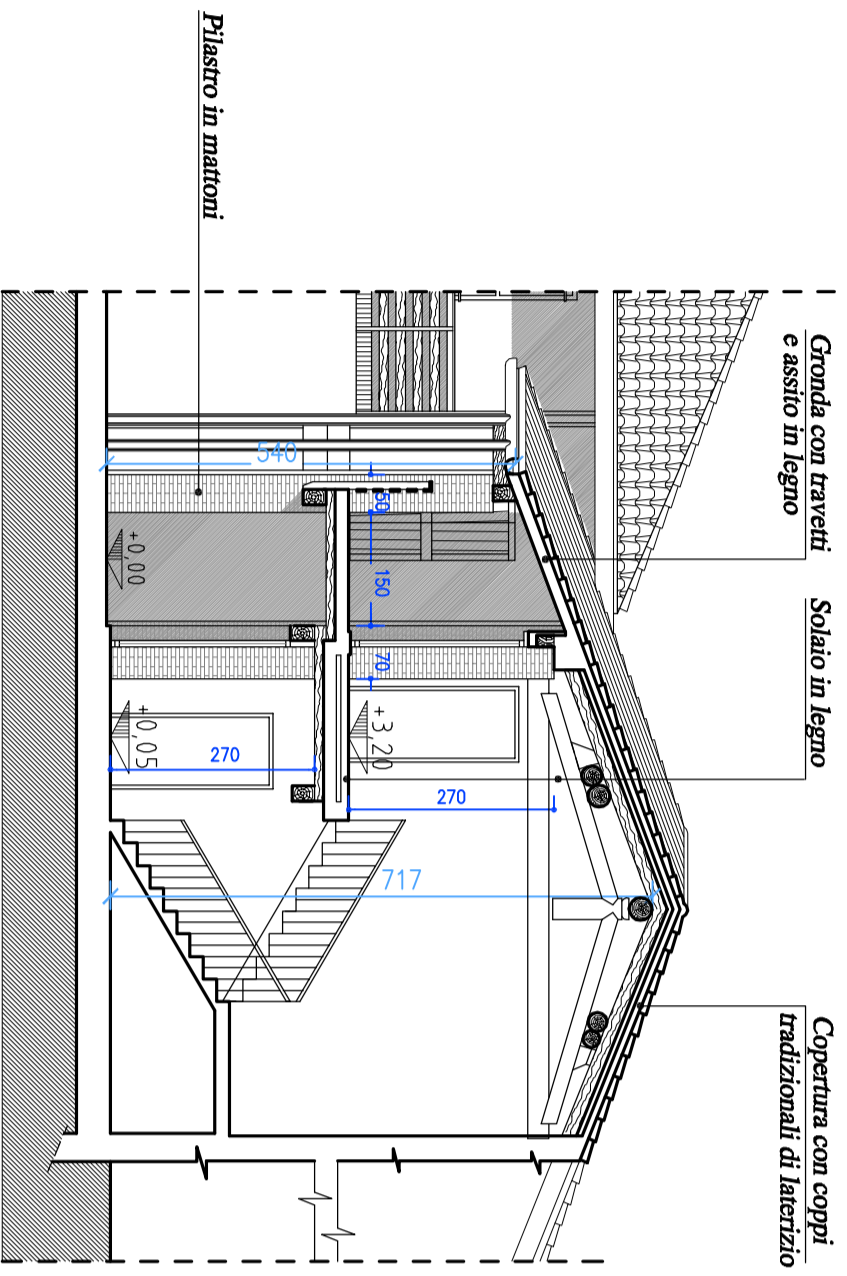 Gronda con travetti
e assito in legno
Solaio in legno
Copertura con coppi
tradizionali di laterizio
Pilastro in mattoni
540
50
150
70
+0,00
+0,05
+3,20
270
270
717